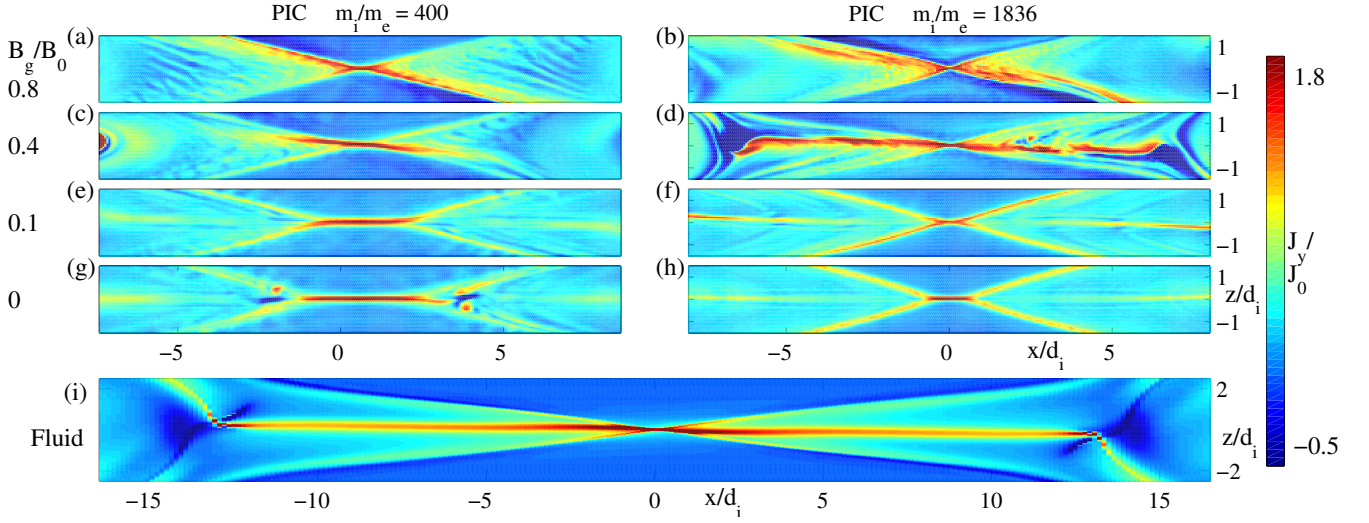 PIC m_i/m_e = 400
PIC m_i/m_e = 1836
B_g/B_0
(a)
(b)
1
0.8
−1
(c)
(d)
1
0.4
−1
(e)
(f)
1
0.1
−1
(g)
(h)
1
0
z/d_i
−1
−5
0
5
−5
0
x/d_i
5
1.8
J_y/J_0
−0.5
(i)
2
Fluid
z/d_i
−2
−15
−10
−5
0
x/d_i
5
10
15